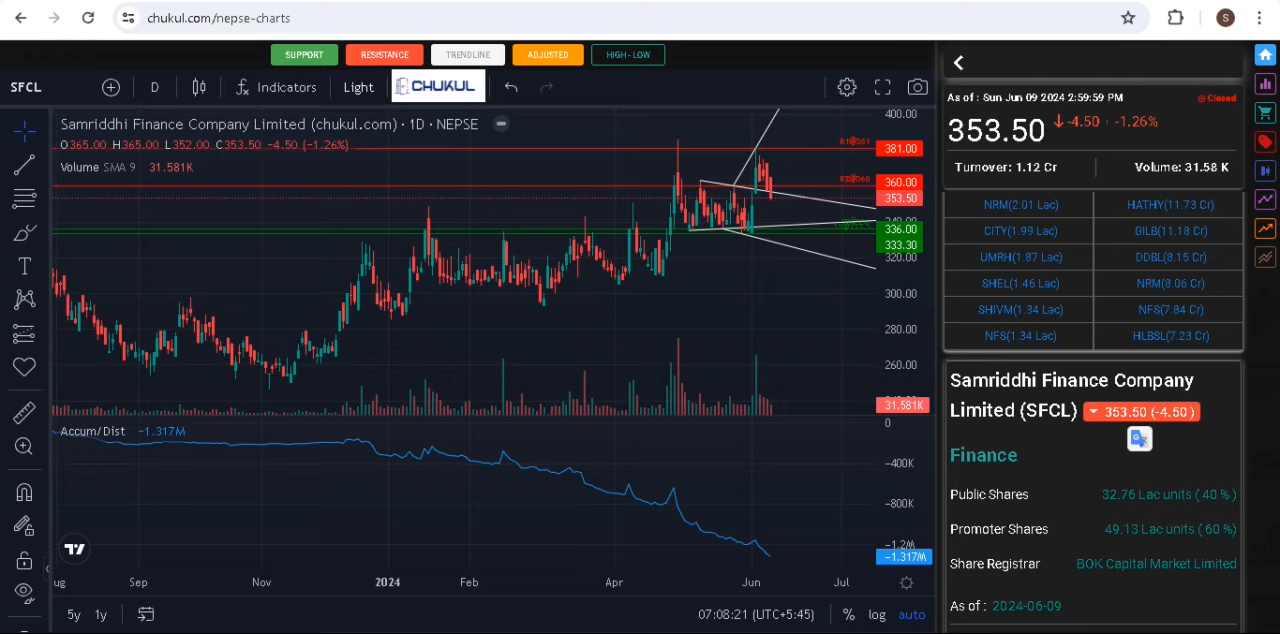 chukul.com/nepse-charts
S
SUPPORT RESISTANCE TRENDLINE ADJUSTED HIGH-LOW
SFCL D Indicators Light CHUKUL
Samriddhi Finance Company Limited (chukul.com) · 1D · NEPSE
O365.00 H365.00 L352.00 C353.50 -4.50 (-1.26%)
Volume SMA 9 31.581K
400.00
R1@381 381.00
R2@360 360.00
353.50
340.00
336.00
333.30
320.00
300.00
280.00
260.00
31.581K
Accum/Dist -1.317M
0
-400K
-800K
-1.2M
-1.317M
Sep Nov 2024 Feb Apr Jun Jul
5y 1y 07:08:21 (UTC+5:45) % log auto
As of : Sun Jun 09 2024 2:59:59 PM Closed
353.50 -4.50 -1.26%
Turnover: 1.12 Cr Volume: 31.58 K
NRM(2.01 Lac) HATHY(11.73 Cr)
CITY(1.99 Lac) GILB(11.18 Cr)
UMRH(1.87 Lac) DDBL(8.15 Cr)
SHEL(1.46 Lac) NRM(8.06 Cr)
SHIVM(1.34 Lac) NFS(7.84 Cr)
NFS(1.34 Lac) HLBSL(7.23 Cr)
Samriddhi Finance Company
Limited (SFCL) 353.50 (-4.50 )
Finance
Public Shares 32.76 Lac units ( 40 % )
Promoter Shares 49.13 Lac units ( 60 %)
Share Registrar BOK Capital Market Limited
As of : 2024-06-09